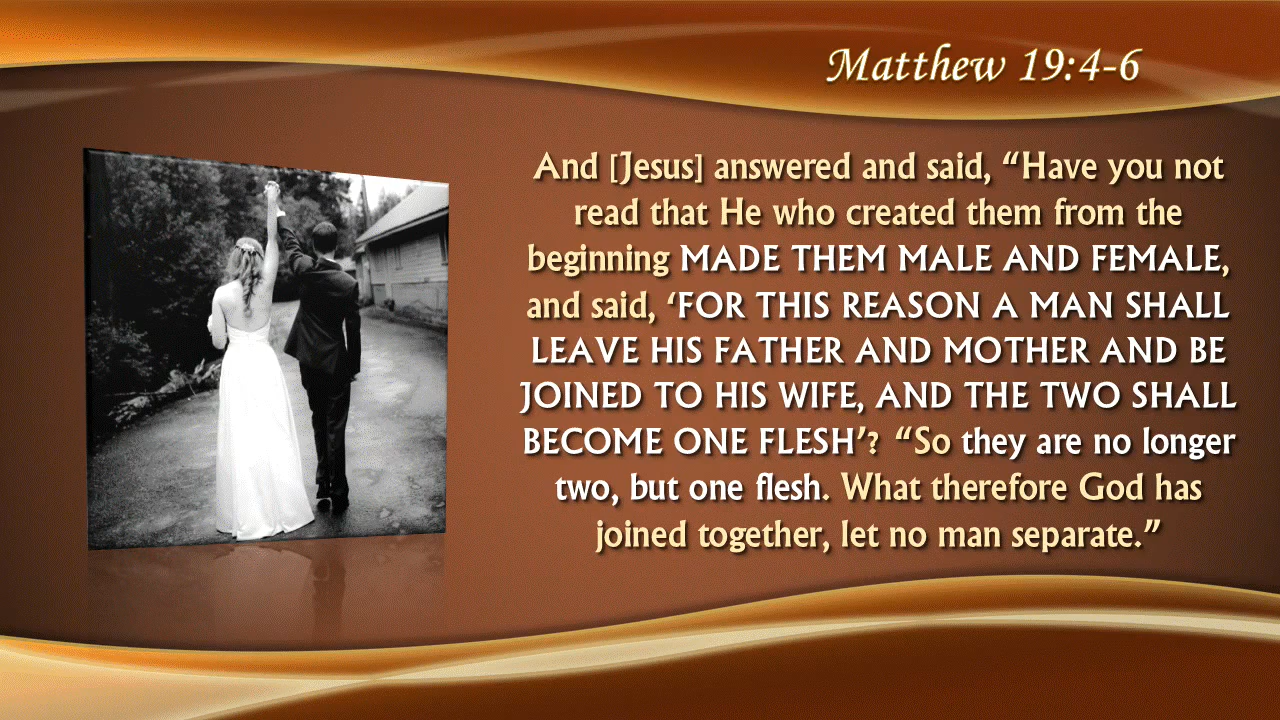 Matthew 19:4-6
And [Jesus] answered and said, “Have you not
read that He who created them from the
beginning MADE THEM MALE AND FEMALE,
and said, ‘FOR THIS REASON A MAN SHALL
LEAVE HIS FATHER AND MOTHER AND BE
JOINED TO HIS WIFE, AND THE TWO SHALL
BECOME ONE FLESH’? “So they are no longer
two, but one flesh. What therefore God has
joined together, let no man separate.”